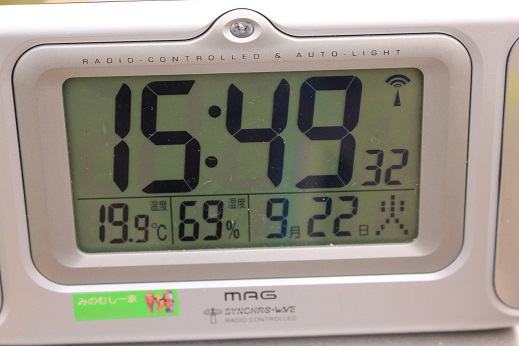 RADIO-CONTROLLED & AUTO-LIGHT
15:49 32
温度 湿度
19.9℃ 69% 9月22日 火
みのむし一家
MAG
SYNCHRO-WAVE
RADIO CONTROLLED